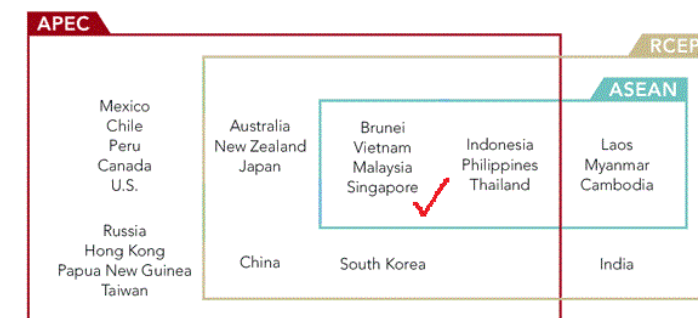 APEC
RCEP
ASEAN
Mexico
Chile
Peru
Canada
U.S.
Australia
New Zealand
Japan
Brunei
Vietnam
Malaysia
Singapore
Indonesia
Philippines
Thailand
Laos
Myanmar
Cambodia
Russia
Hong Kong
Papua New Guinea
Taiwan
China
South Korea
India